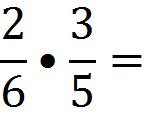 2/6 • 3/5 =